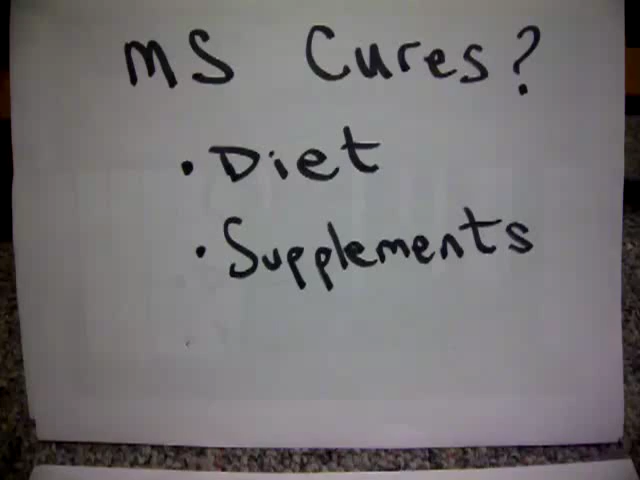 MS Cures?
• Diet
• Supplements